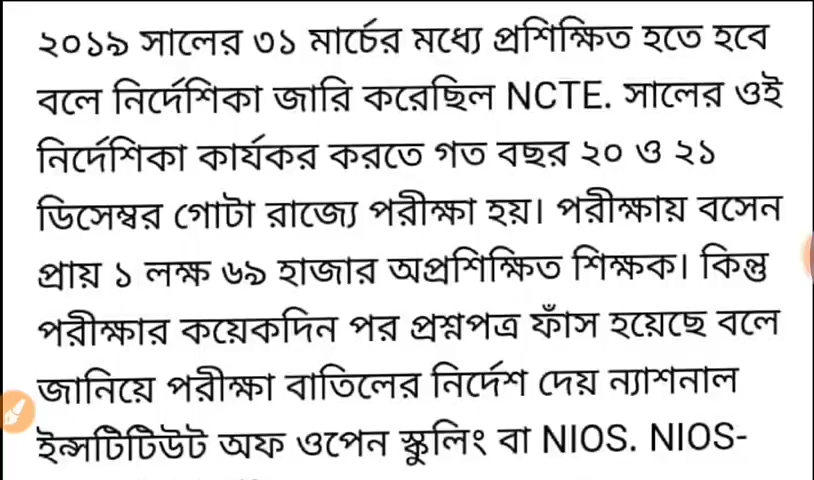 ২০১৯ সালের ৩১ মার্চের মধ্যে প্রশিক্ষিত হতে হবে
বলে নির্দেশিকা জারি করেছিল NCTE. সালের ওই
নির্দেশিকা কার্যকর করতে গত বছর ২০ ও ২১
ডিসেম্বর গোটা রাজ্যে পরীক্ষা হয়। পরীক্ষায় বসেন
প্রায় ১ লক্ষ ৬৯ হাজার অপ্রশিক্ষিত শিক্ষক। কিন্তু
পরীক্ষার কয়েকদিন পর প্রশ্নপত্র ফাঁস হয়েছে বলে
জানিয়ে পরীক্ষা বাতিলের নির্দেশ দেয় ন্যাশনাল
ইন্সটিটিউট অফ ওপেন স্কুলিং বা NIOS. NIOS-